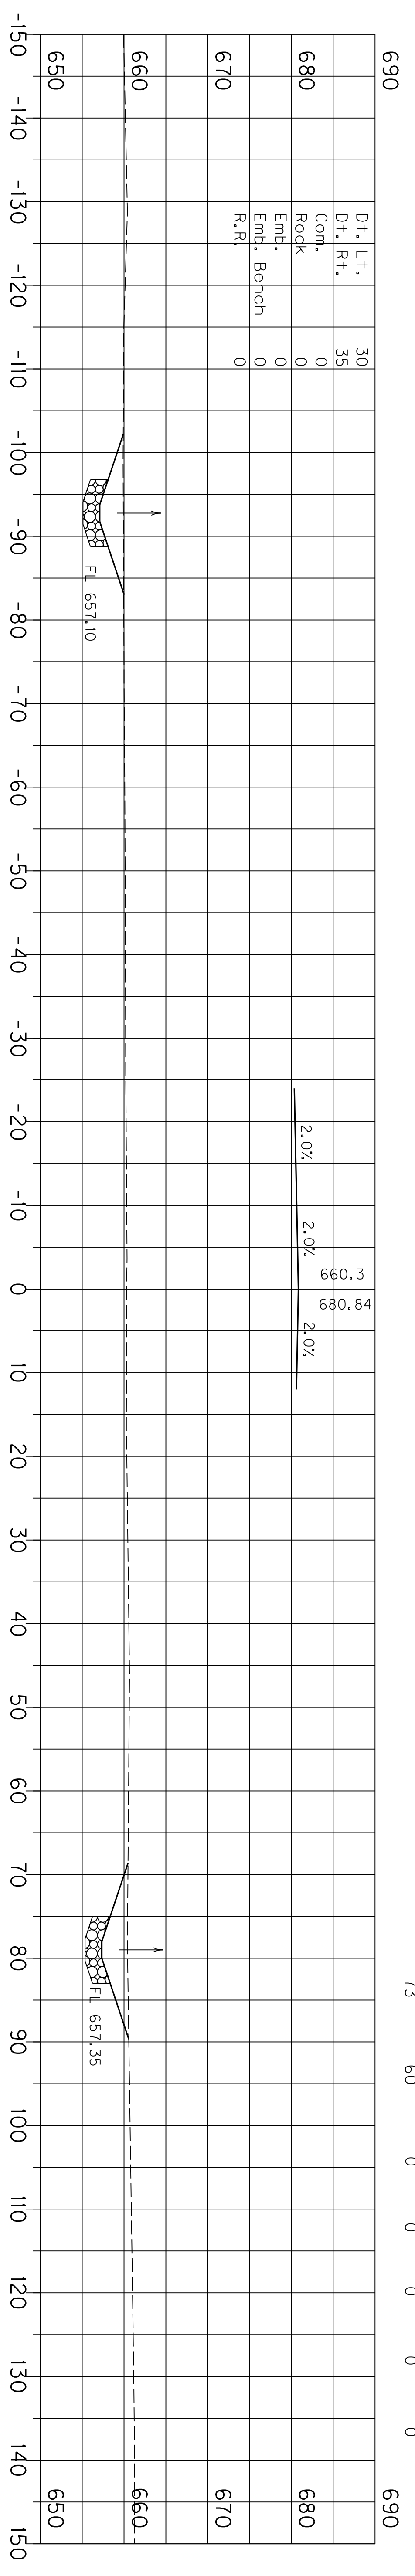 690 690
Dt. Lt. 30
Dt. Rt. 35
Com. 0
Rock 0
Emb. 0
Emb. Bench 0
R.R. 0
680 680
660.3
680.84
2.0% 2.0% 2.0%
670 670
660 660
FL 657.10
FL 657.35
650 650
-150 -140 -130 -120 -110 -100 -90 -80 -70 -60 -50 -40 -30 -20 -10 0 10 20 30 40 50 60 70 80 90 100 110 120 130 140 150
73 60 0 0 0 0 0